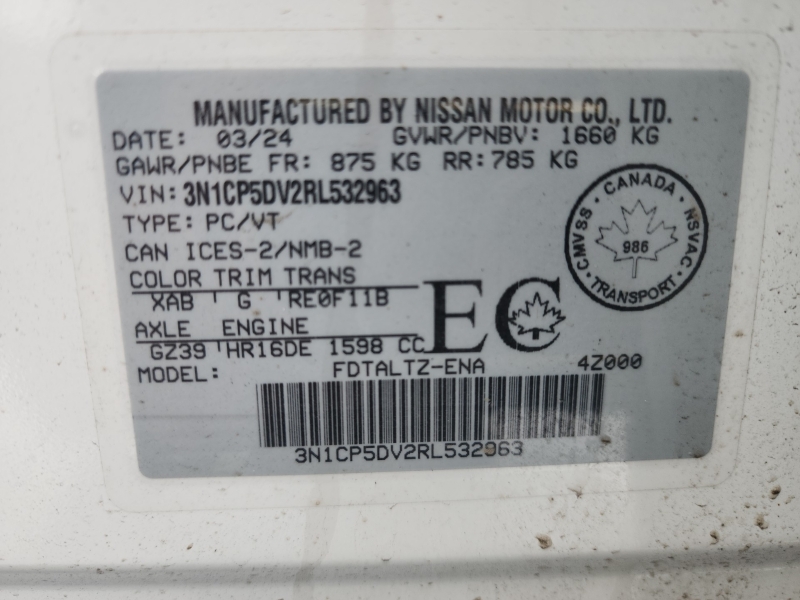 MANUFACTURED BY NISSAN MOTOR CO., LTD.
DATE: 03/24 GVWR/PNBV: 1660 KG
GAWR/PNBE FR: 875 KG RR: 785 KG
VIN: 3N1CP5DV2RL532963
TYPE: PC/VT
CAN ICES-2/NMB-2
COLOR TRIM TRANS
XAB G RE0F11B
AXLE ENGINE
GZ39 HR16DE 1598 CC
EC
MODEL: FDTALTZ-ENA 4Z000
3N1CP5DV2RL532963
CANADA
CMVSS
NSVAC
986
TRANSPORT